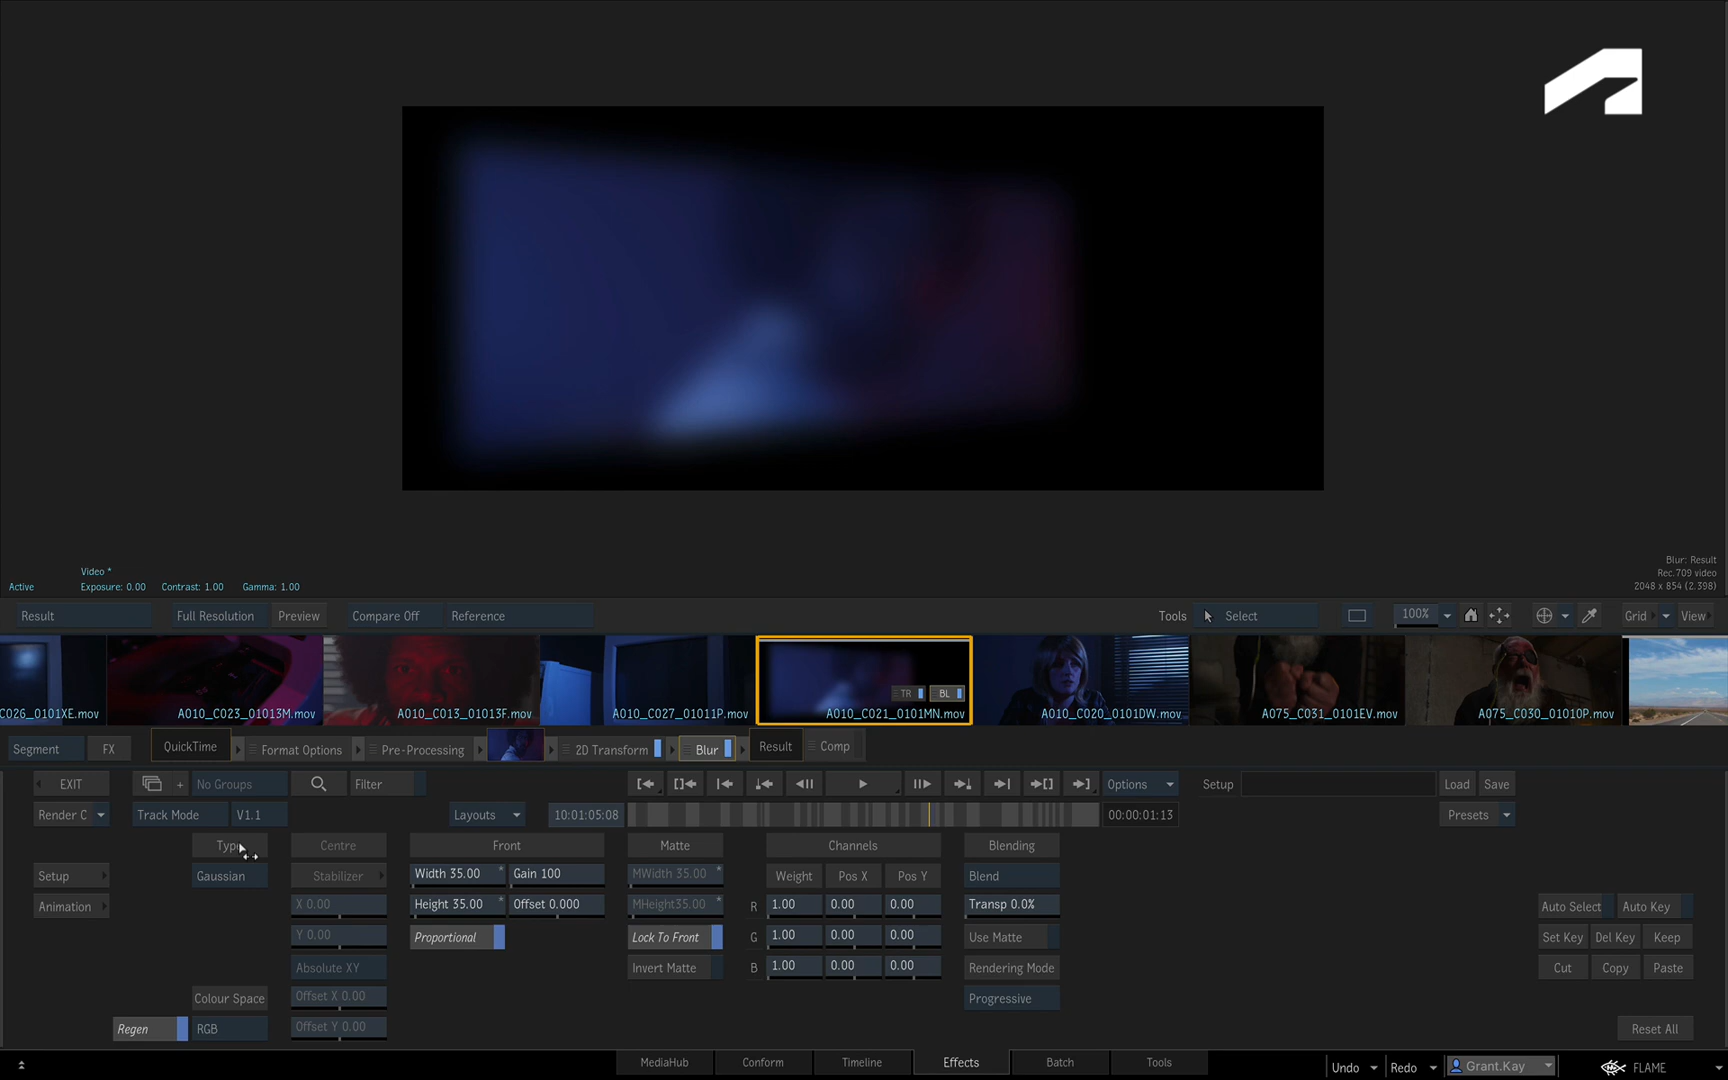 Video *
Active Exposure: 0.00 Contrast: 1.00 Gamma: 1.00
Blur: Result
Rec.709 video
2048 x 854 (2.398)
Result Full Resolution Preview Compare Off Reference Tools Select 100% Grid View
C026_0101XE.mov A010_C023_01013M.mov A010_C013_01013F.mov A010_C027_01011P.mov TR BL A010_C021_0101MN.mov A010_C020_0101DW.mov A075_C031_0101EV.mov A075_C030_01010P.mov
Segment FX QuickTime Format Options Pre-Processing 2D Transform Blur Result Comp
EXIT + No Groups Filter Options Setup Load Save
Render C Track Mode V1.1 Layouts 10:01:05:08 00:00:01:13 Presets
Type Centre Front Matte Channels Blending
Setup Gaussian Stabilizer Width 35.00 * Gain 100 MWidth 35.00 * Weight Pos X Pos Y Blend
Animation X 0.00 Height 35.00 * Offset 0.000 MHeight35.00 * R 1.00 0.00 0.00 Transp 0.0% Auto Select Auto Key
Y 0.00 Proportional Lock To Front G 1.00 0.00 0.00 Use Matte Set Key Del Key Keep
Absolute XY Invert Matte B 1.00 0.00 0.00 Rendering Mode Cut Copy Paste
Colour Space Offset X 0.00 Progressive
Regen RGB Offset Y 0.00 Reset All
MediaHub Conform Timeline Effects Batch Tools Undo Redo Grant.Kay FLAME